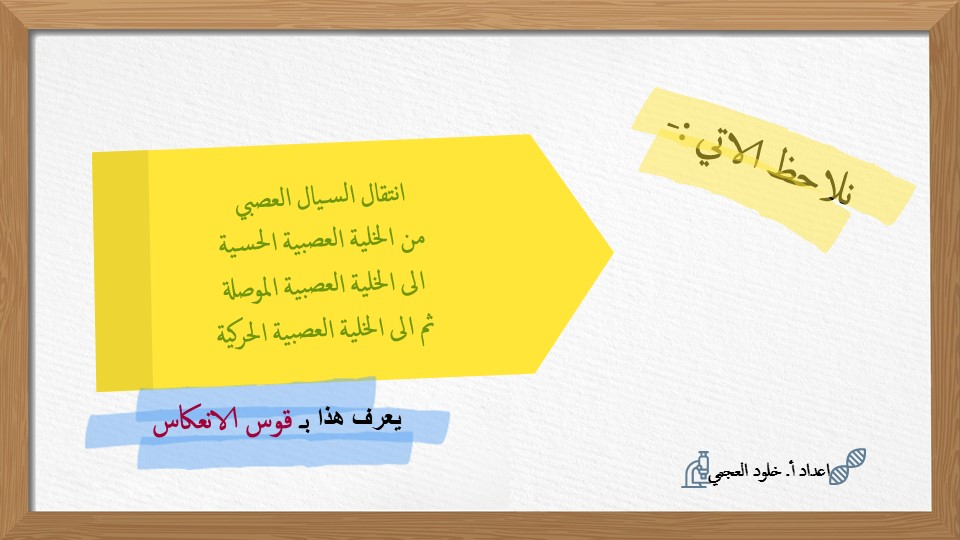 نلاحظ الاتي :-
انتقال السيال العصبي
من الخلية العصبية الحسية
الى الخلية العصبية الموصلة
ثم الى الخلية العصبية الحركية
يعرف هذا بـ قوس الانعكاس
اعداد أ. خلود العجمي